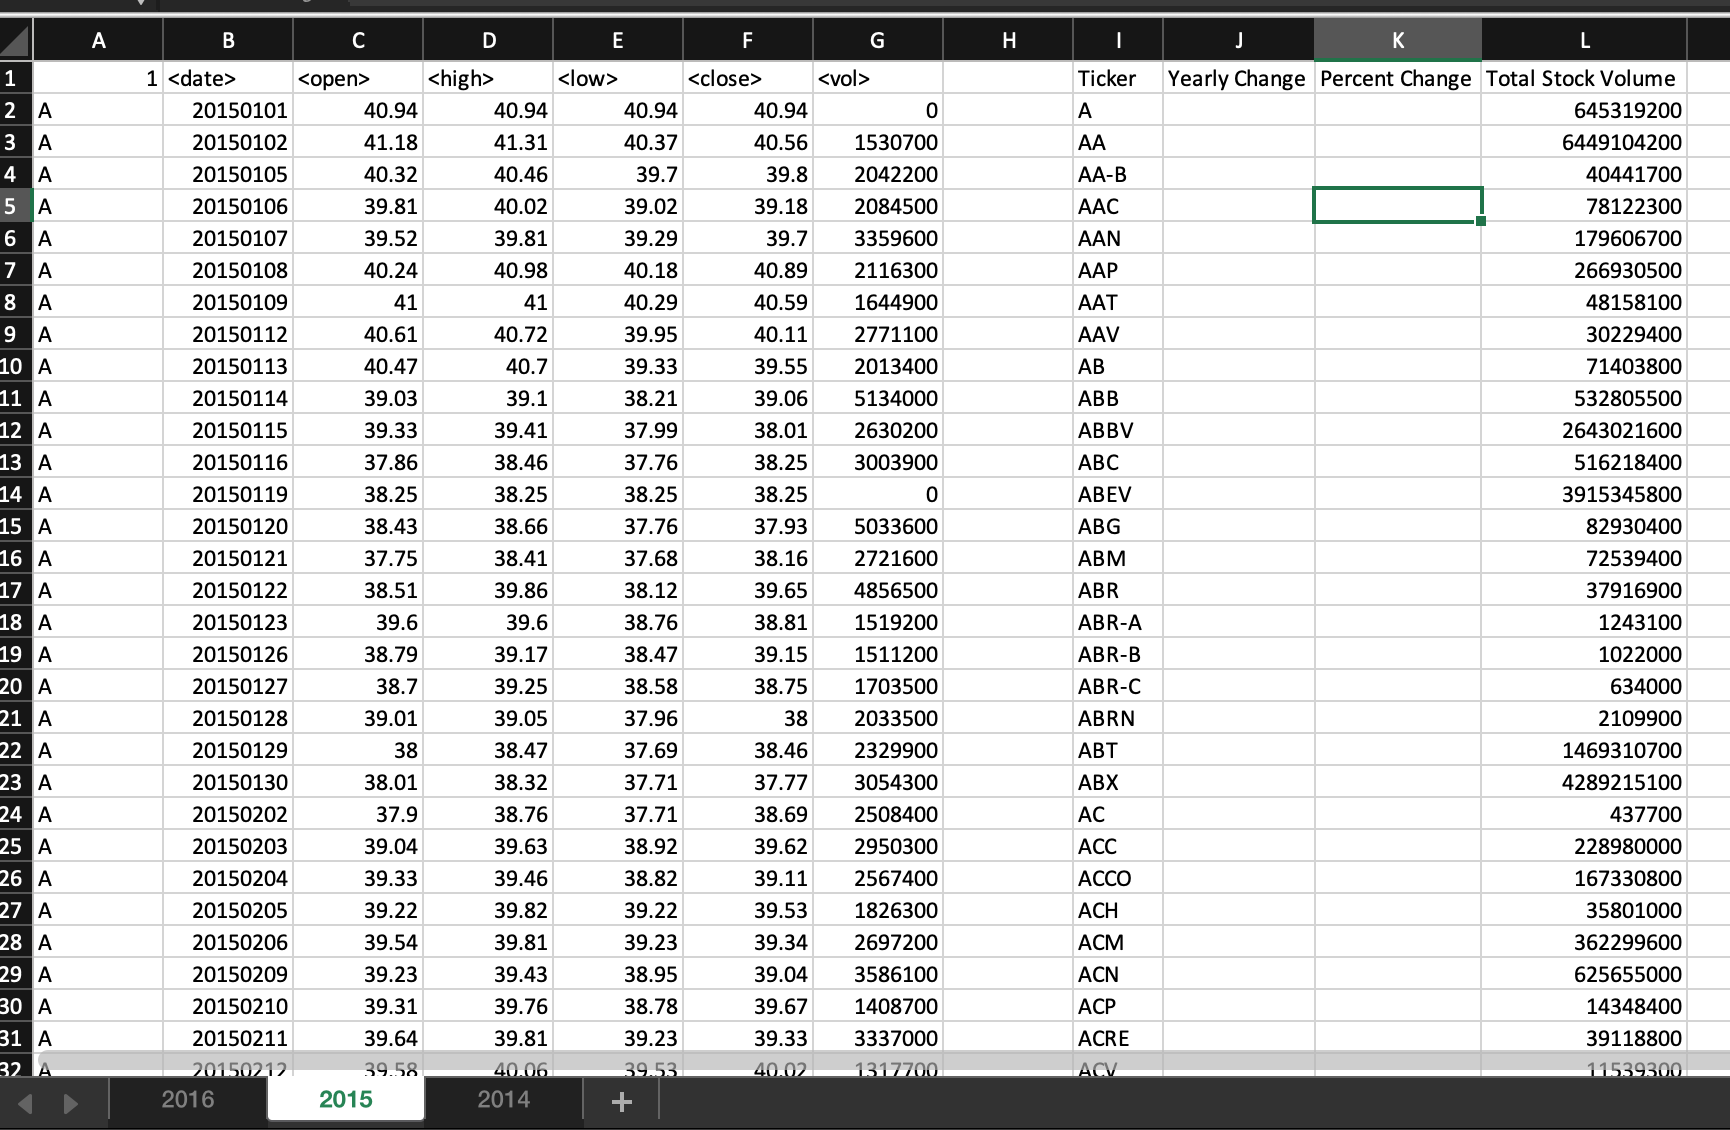 A B C D E F G H I J K L
1 1 <date> <open> <high> <low> <close> <vol> Ticker Yearly Change Percent Change Total Stock Volume
2 A 20150101 40.94 40.94 40.94 40.94 0 A 645319200
3 A 20150102 41.18 41.31 40.37 40.56 1530700 AA 6449104200
4 A 20150105 40.32 40.46 39.7 39.8 2042200 AA-B 40441700
5 A 20150106 39.81 40.02 39.02 39.18 2084500 AAC 78122300
6 A 20150107 39.52 39.81 39.29 39.7 3359600 AAN 179606700
7 A 20150108 40.24 40.98 40.18 40.89 2116300 AAP 266930500
8 A 20150109 41 41 40.29 40.59 1644900 AAT 48158100
9 A 20150112 40.61 40.72 39.95 40.11 2771100 AAV 30229400
10 A 20150113 40.47 40.7 39.33 39.55 2013400 AB 71403800
11 A 20150114 39.03 39.1 38.21 39.06 5134000 ABB 532805500
12 A 20150115 39.33 39.41 37.99 38.01 2630200 ABBV 2643021600
13 A 20150116 37.86 38.46 37.76 38.25 3003900 ABC 516218400
14 A 20150119 38.25 38.25 38.25 38.25 0 ABEV 3915345800
15 A 20150120 38.43 38.66 37.76 37.93 5033600 ABG 82930400
16 A 20150121 37.75 38.41 37.68 38.16 2721600 ABM 72539400
17 A 20150122 38.51 39.86 38.12 39.65 4856500 ABR 37916900
18 A 20150123 39.6 39.6 38.76 38.81 1519200 ABR-A 1243100
19 A 20150126 38.79 39.17 38.47 39.15 1511200 ABR-B 1022000
20 A 20150127 38.7 39.25 38.58 38.75 1703500 ABR-C 634000
21 A 20150128 39.01 39.05 37.96 38 2033500 ABRN 2109900
22 A 20150129 38 38.47 37.69 38.46 2329900 ABT 1469310700
23 A 20150130 38.01 38.32 37.71 37.77 3054300 ABX 4289215100
24 A 20150202 37.9 38.76 37.71 38.69 2508400 AC 437700
25 A 20150203 39.04 39.63 38.92 39.62 2950300 ACC 228980000
26 A 20150204 39.33 39.46 38.82 39.11 2567400 ACCO 167330800
27 A 20150205 39.22 39.82 39.22 39.53 1826300 ACH 35801000
28 A 20150206 39.54 39.81 39.23 39.34 2697200 ACM 362299600
29 A 20150209 39.23 39.43 38.95 39.04 3586100 ACN 625655000
30 A 20150210 39.31 39.76 38.78 39.67 1408700 ACP 14348400
31 A 20150211 39.64 39.81 39.23 39.33 3337000 ACRE 39118800
32 A 20150212 39.58 40.06 39.53 40.02 1317700 ACV 11539300
2016 2015 2014 +